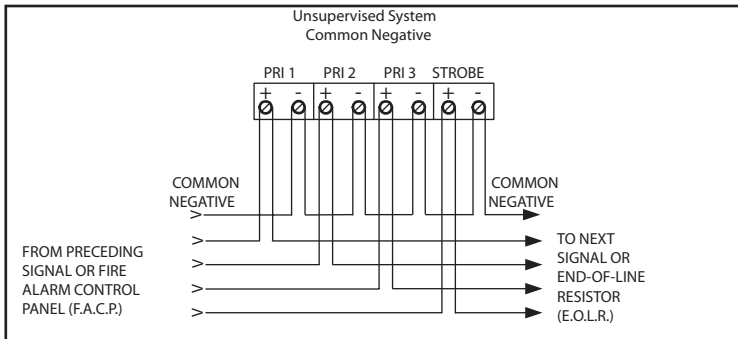 Unsupervised System
Common Negative
PRI 1 PRI 2 PRI 3 STROBE
+ - + - + - + -
COMMON
NEGATIVE
COMMON
NEGATIVE
FROM PRECEDING
SIGNAL OR FIRE
ALARM CONTROL
PANEL (F.A.C.P.)
TO NEXT
SIGNAL OR
END-OF-LINE
RESISTOR
(E.O.L.R.)